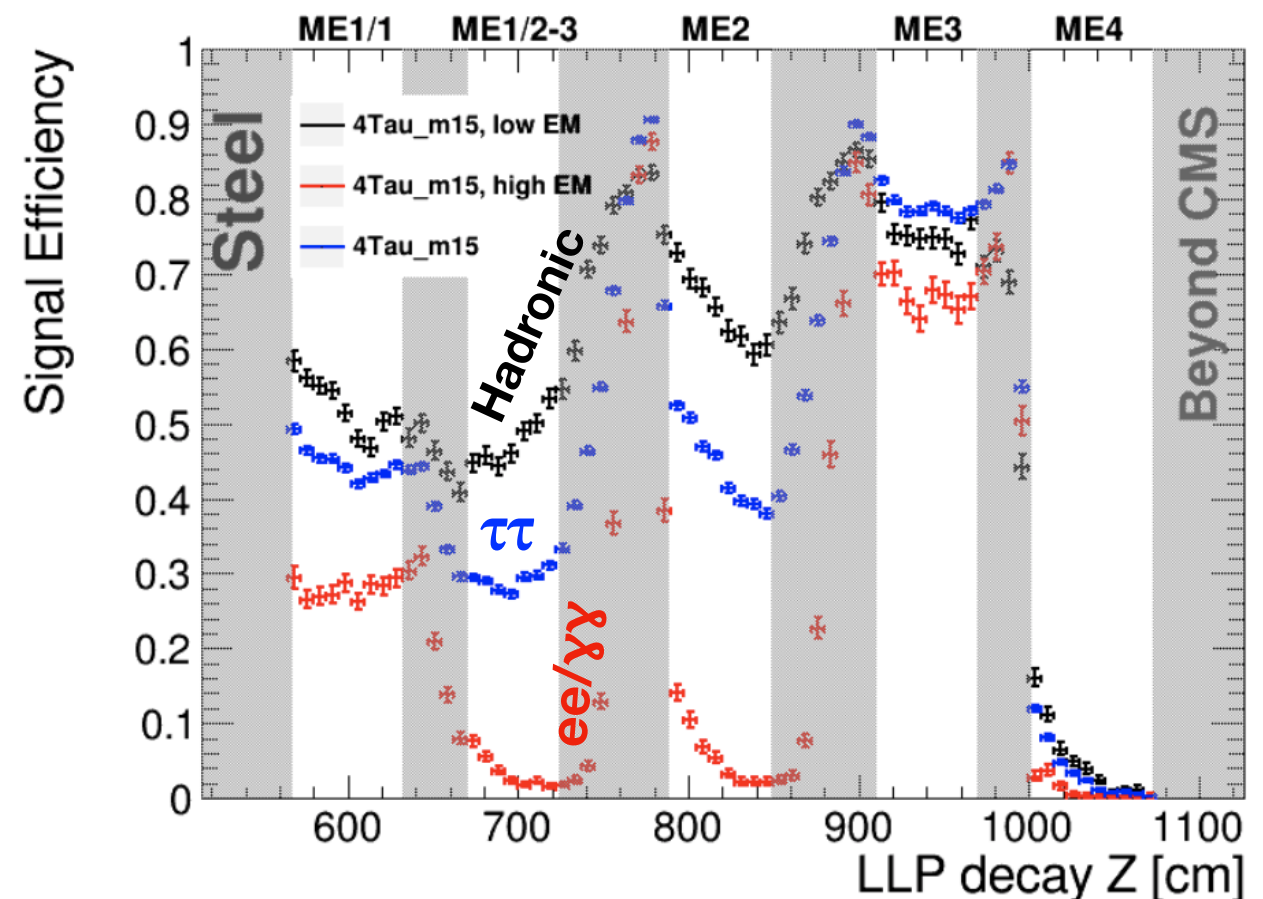 ME1/1 ME1/2-3 ME2 ME3 ME4
Signal Efficiency
1
0.9
0.8
0.7
0.6
0.5
0.4
0.3
0.2
0.1
0
Steel
4Tau_m15, low EM
4Tau_m15, high EM
4Tau_m15
Hadronic
ττ
ee/γγ
Beyond CMS
600 700 800 900 1000 1100
LLP decay Z [cm]